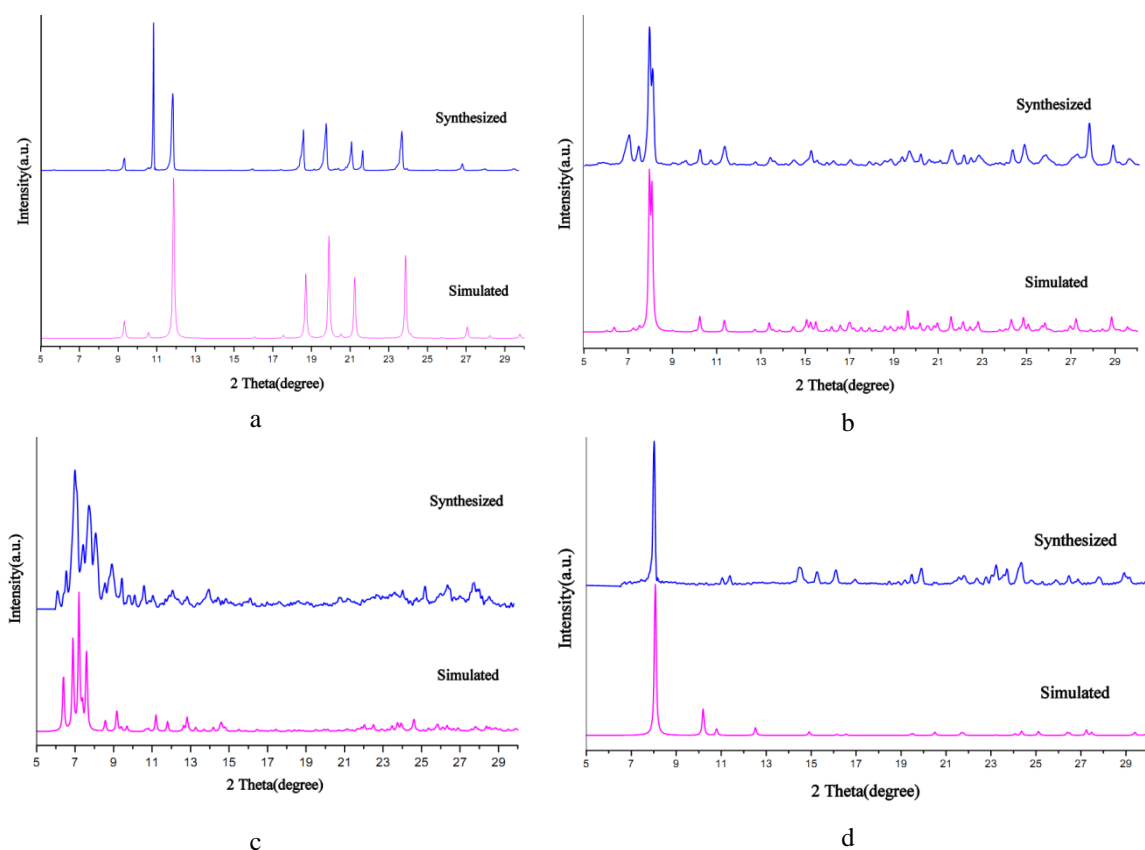 Intensity(a.u.)
Synthesized
Simulated
5 7 9 11 13 15 17 19 21 23 25 27 29
2 Theta(degree)
a
Intensity(a.u.)
Synthesized
Simulated
5 7 9 11 13 15 17 19 21 23 25 27 29
2 Theta(degree)
b
Intensity(a.u.)
Synthesized
Simulated
5 7 9 11 13 15 17 19 21 23 25 27 29
2 Theta(degree)
c
Intensity(a.u.)
Synthesized
Simulated
5 7 9 11 13 15 17 19 21 23 25 27 29
2 Theta(degree)
d